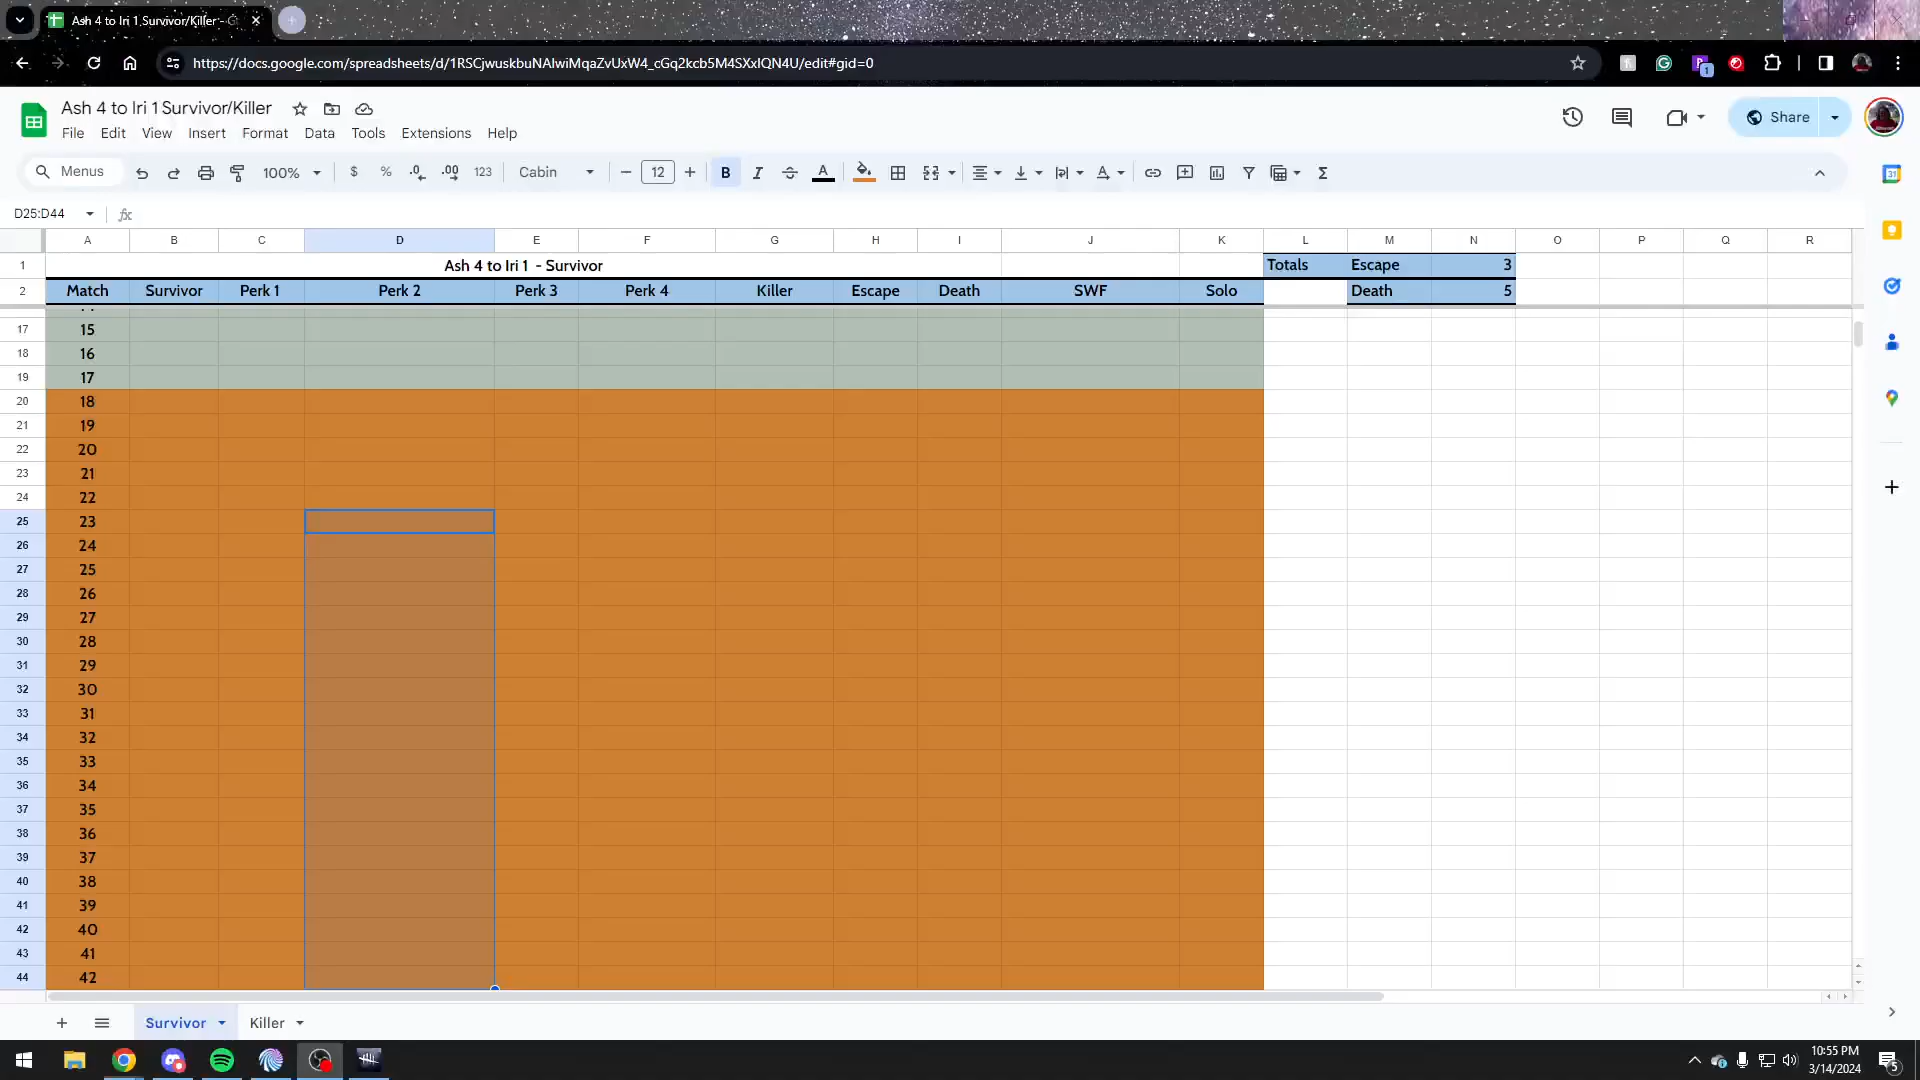 Ash 4 to Iri 1 Survivor/Killer - G
https://docs.google.com/spreadsheets/d/1RSCjwuskbuNAlwiMqaZvUxW4_cGq2kcb5M4SXxIQN4U/edit#gid=0
Ash 4 to Iri 1 Survivor/Killer
File Edit View Insert Format Data Tools Extensions Help
Share
Menus 100% $ % .0 .00 123 Cabin 12 B I A
D25:D44 fx
A B C D E F G H I J K L M N O P Q R
1 Ash 4 to Iri 1 - Survivor Totals Escape 3
2 Match Survivor Perk 1 Perk 2 Perk 3 Perk 4 Killer Escape Death SWF Solo Death 5
17 15
18 16
19 17
20 18
21 19
22 20
23 21
24 22
25 23
26 24
27 25
28 26
29 27
30 28
31 29
32 30
33 31
34 32
35 33
36 34
37 35
38 36
39 37
40 38
41 39
42 40
43 41
44 42
Survivor Killer
10:55 PM
3/14/2024
5